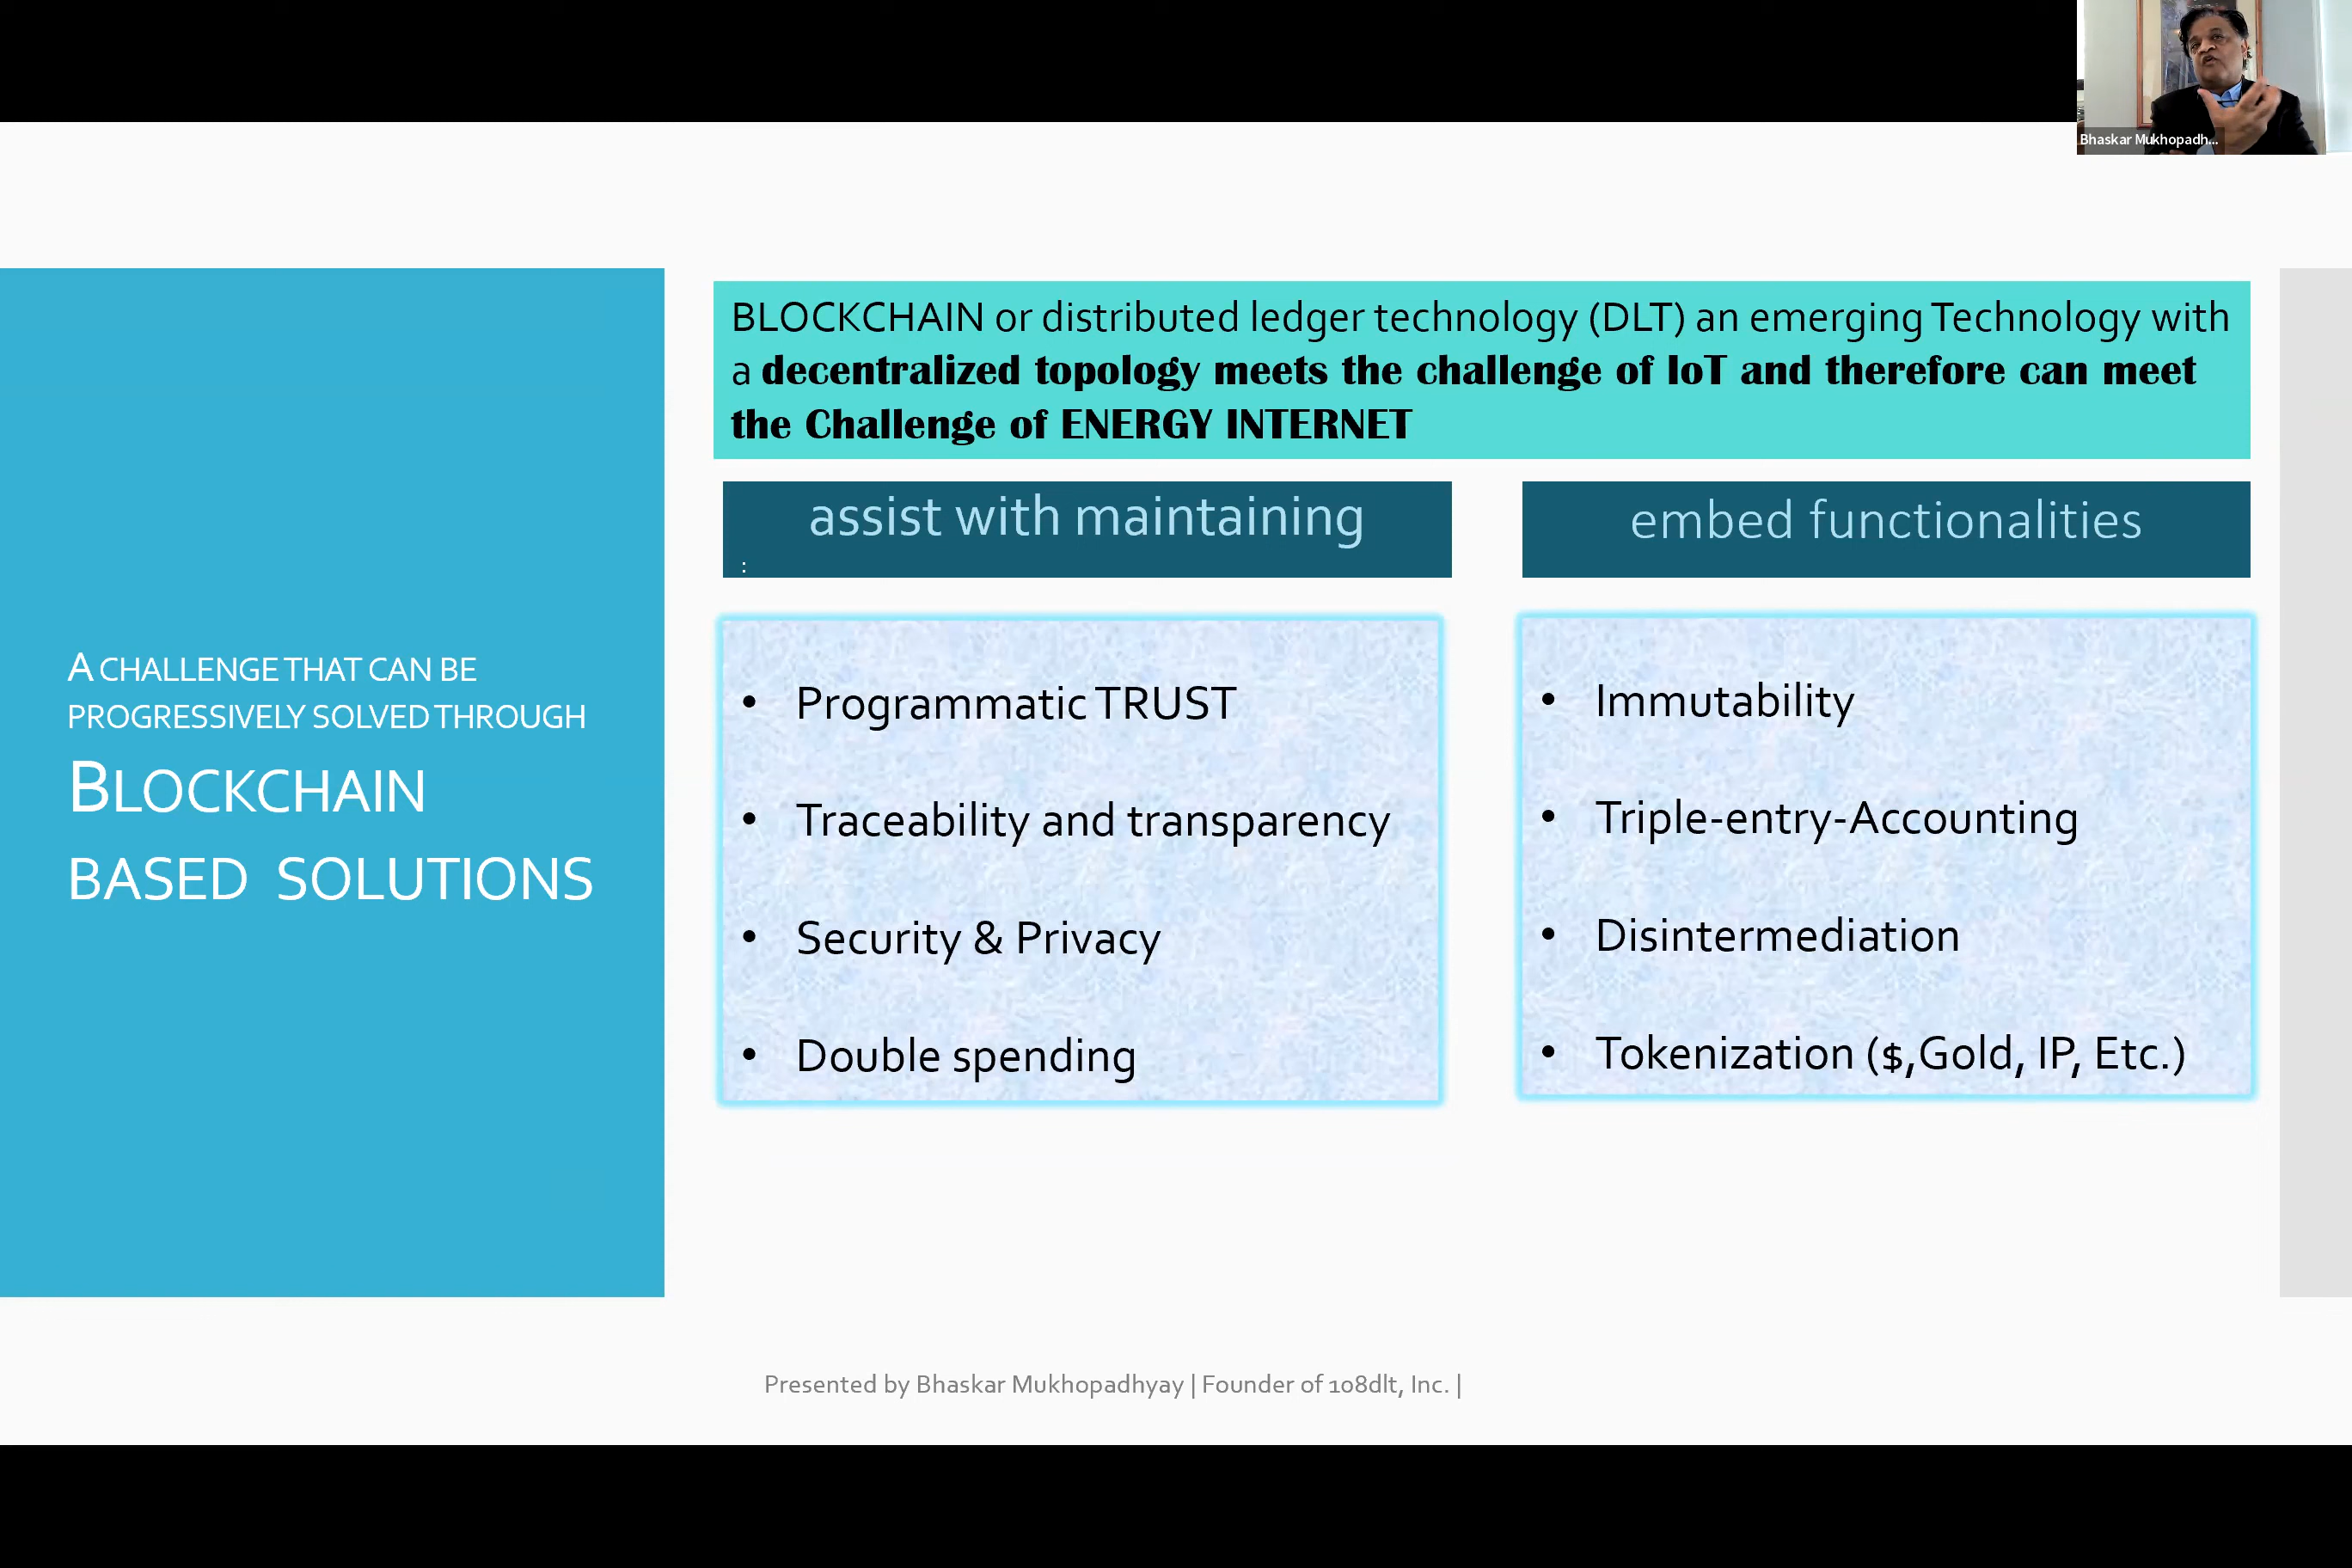 Bhaskar Mukhopadh...
A CHALLENGE THAT CAN BE
PROGRESSIVELY SOLVED THROUGH
BLOCKCHAIN
BASED SOLUTIONS
BLOCKCHAIN or distributed ledger technology (DLT) an emerging Technology with
a decentralized topology meets the challenge of IoT and therefore can meet
the Challenge of ENERGY INTERNET
assist with maintaining
:
• Programmatic TRUST
• Traceability and transparency
• Security & Privacy
• Double spending
embed functionalities
• Immutability
• Triple-entry-Accounting
• Disintermediation
• Tokenization ($,Gold, IP, Etc.)
Presented by Bhaskar Mukhopadhyay | Founder of 108dlt, Inc. |